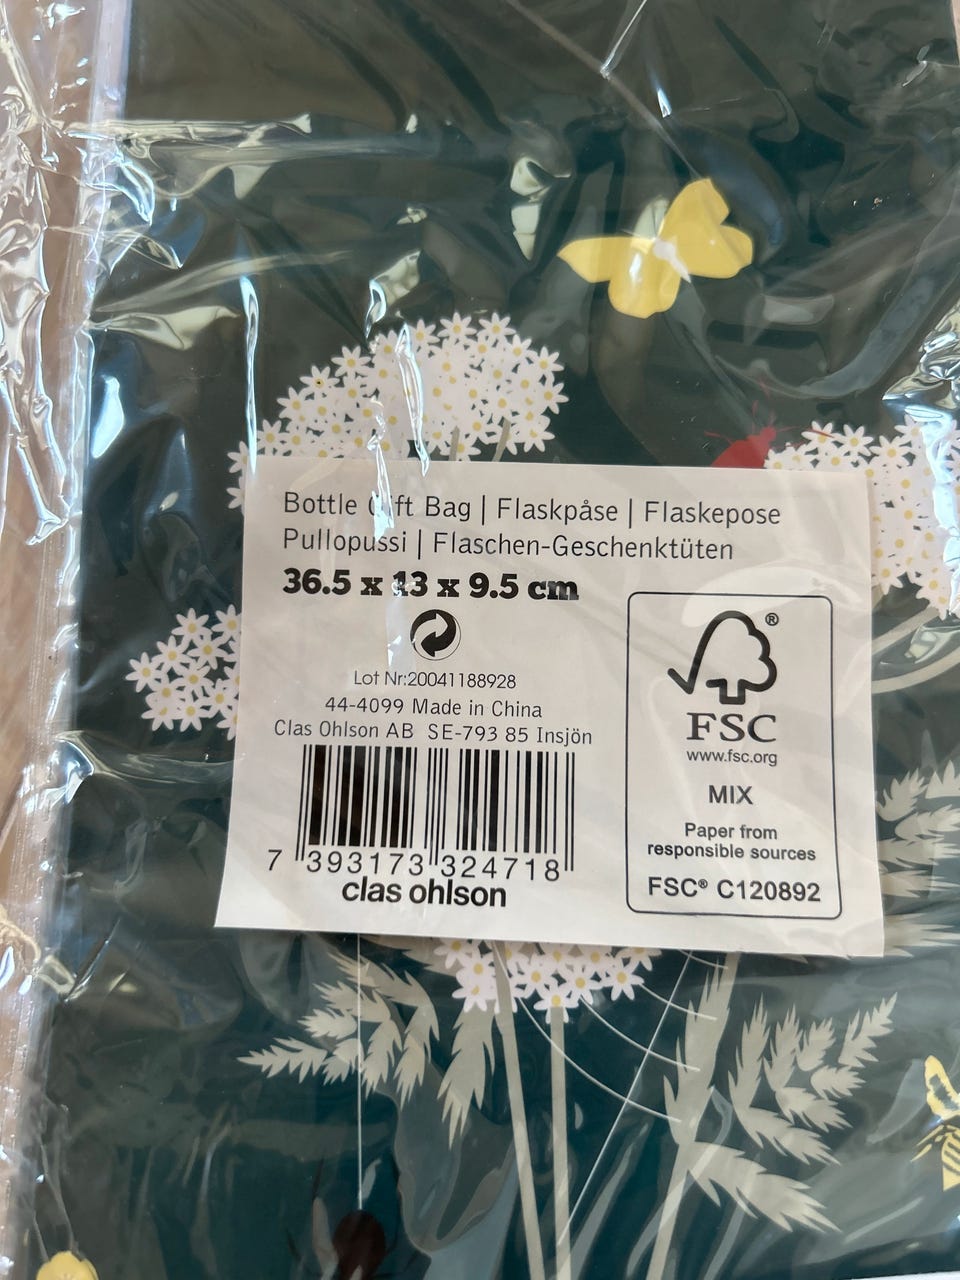 Bottle Gift Bag | Flaskpåse | Flaskepose
Pullopussi | Flaschen-Geschenktüten
36.5 x 13 x 9.5 cm
Lot Nr:20041188928
44-4099 Made in China
Clas Ohlson AB SE-793 85 Insjön
7 393173 324718
clas ohlson
®
FSC
www.fsc.org
MIX
Paper from
responsible sources
FSC® C120892